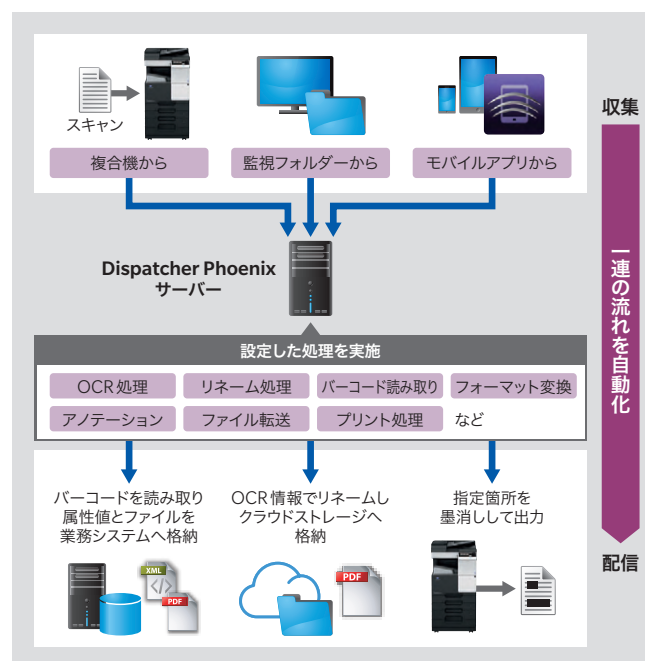 スキャン
複合機から
監視フォルダーから
モバイルアプリから
収集
Dispatcher Phoenix
サーバー
一連の流れを自動化
設定した処理を実施
OCR処理
リネーム処理
バーコード読み取り
フォーマット変換
アノテーション
ファイル転送
プリント処理
など
バーコードを読み取り
属性値とファイルを
業務システムへ格納
OCR情報でリネームし
クラウドストレージへ
格納
指定箇所を
墨消しして出力
配信
XML
</>
PDF
PDF